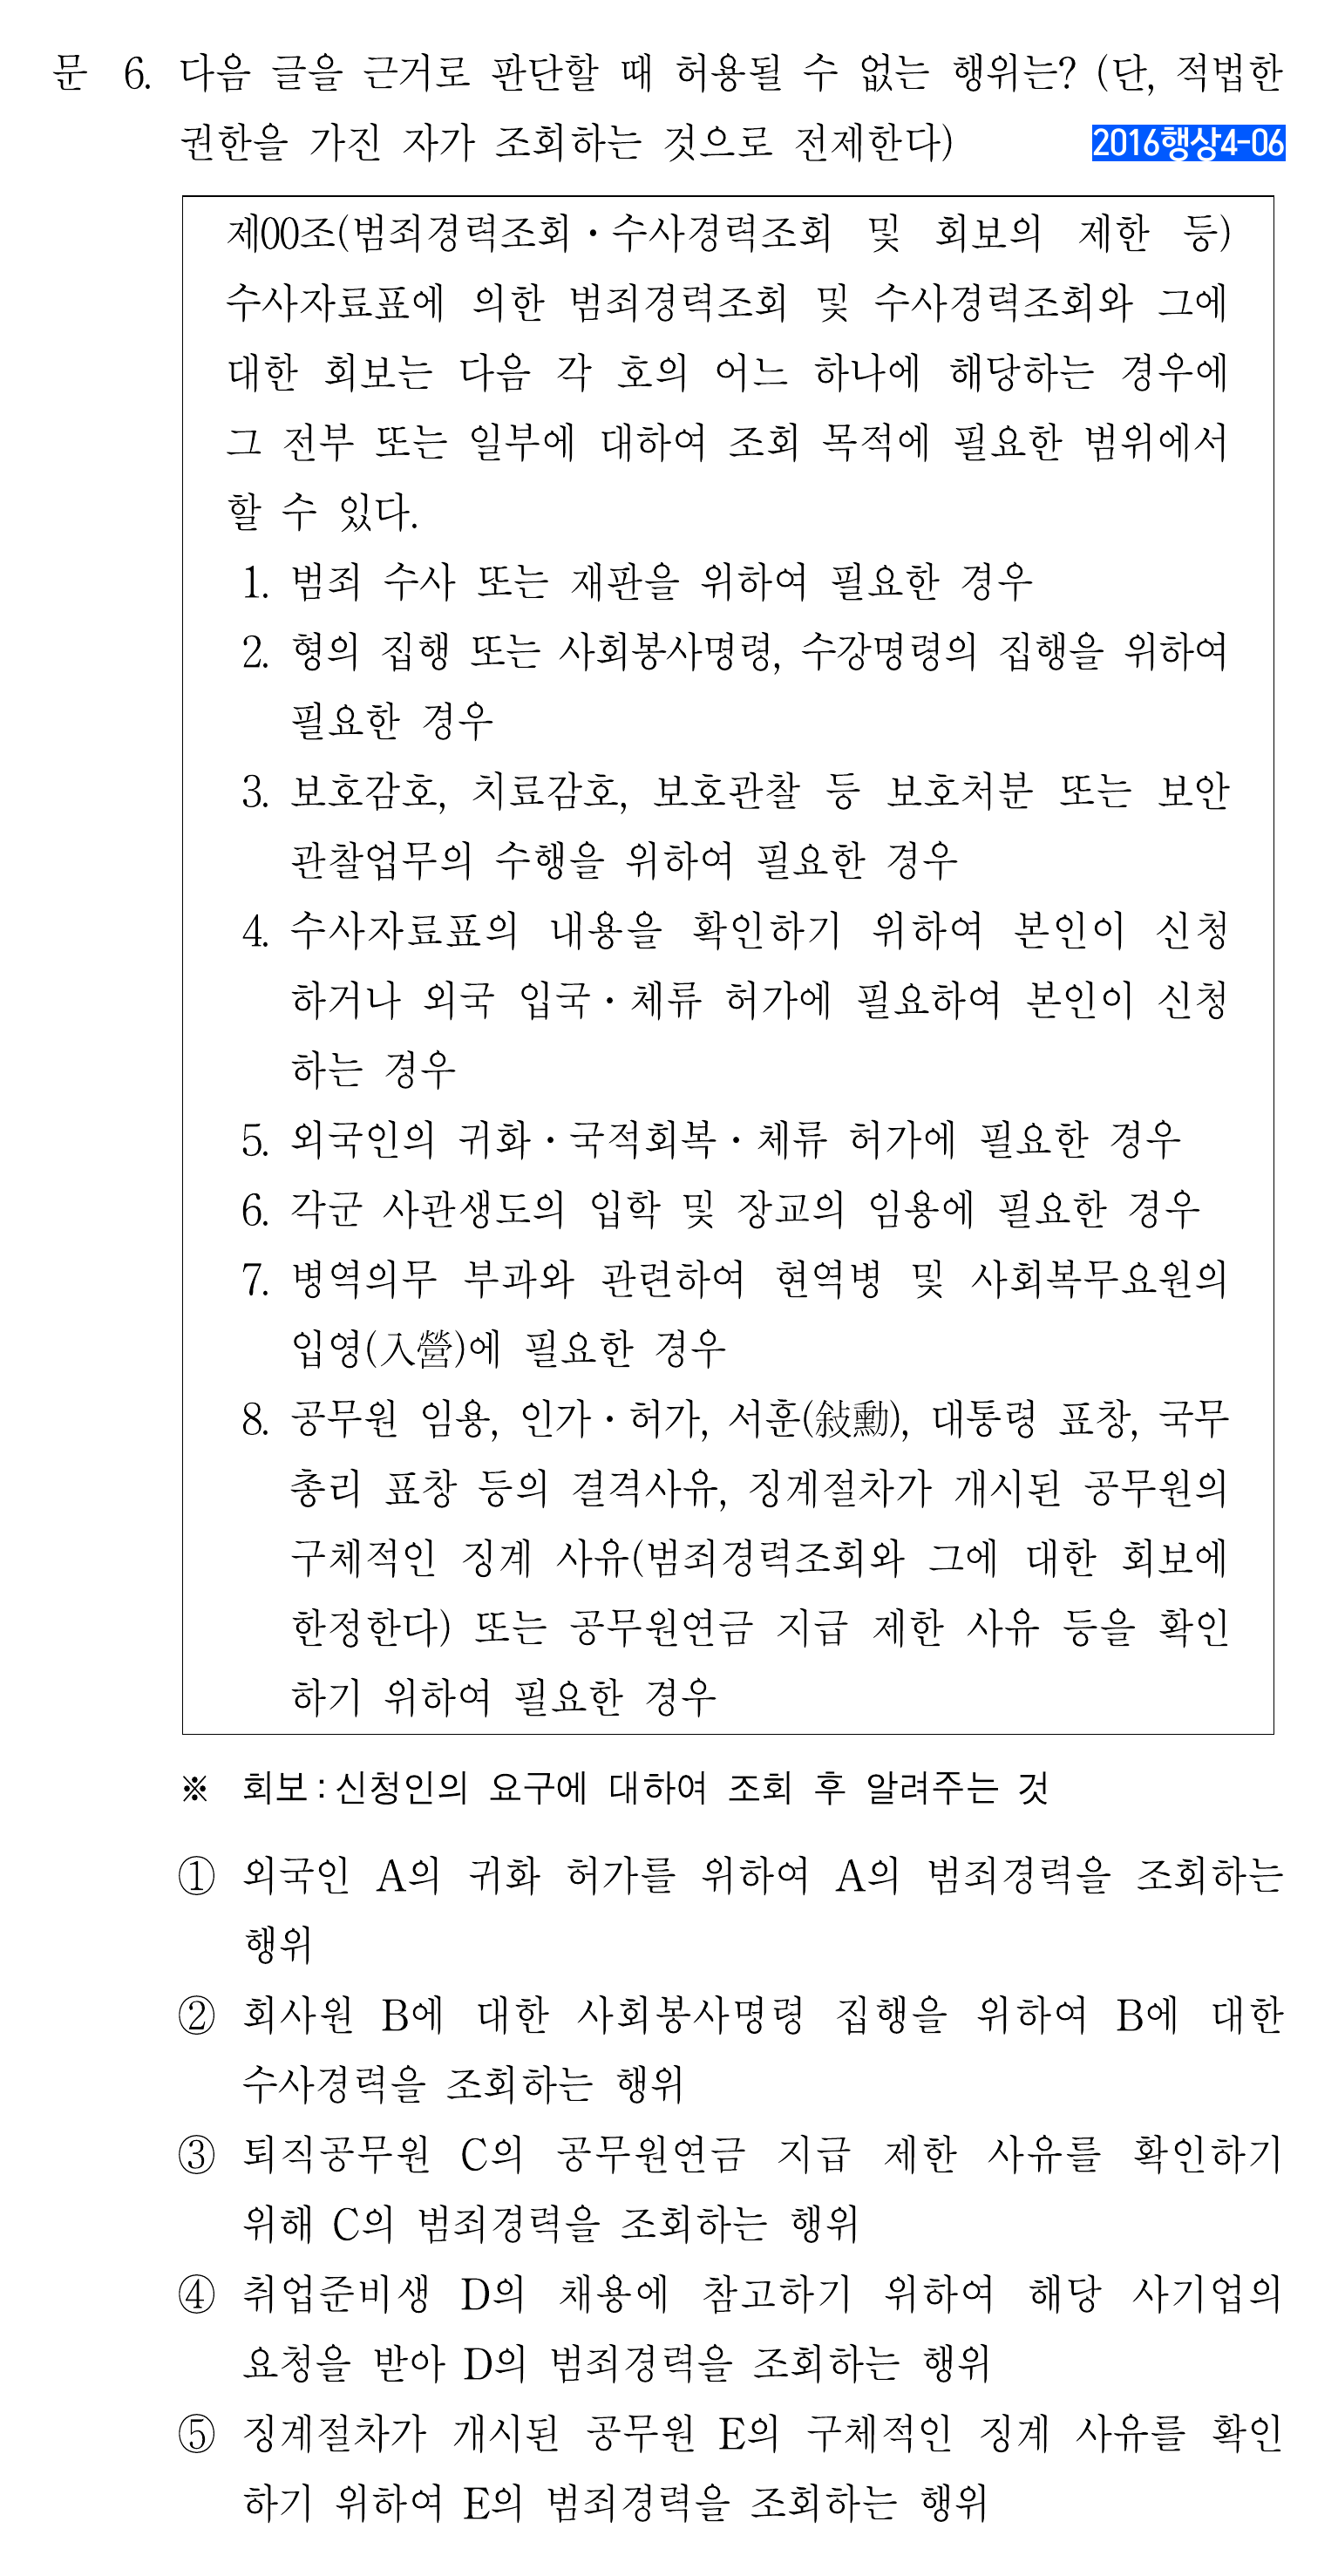 문 6. 다음 글을 근거로 판단할 때 허용될 수 없는 행위는? (단, 적법한
권한을 가진 자가 조회하는 것으로 전제한다) 2016행상4-06
제00조(범죄경력조회·수사경력조회 및 회보의 제한 등)
수사자료표에 의한 범죄경력조회 및 수사경력조회와 그에
대한 회보는 다음 각 호의 어느 하나에 해당하는 경우에
그 전부 또는 일부에 대하여 조회 목적에 필요한 범위에서
할 수 있다.
1. 범죄 수사 또는 재판을 위하여 필요한 경우
2. 형의 집행 또는 사회봉사명령, 수강명령의 집행을 위하여
필요한 경우
3. 보호감호, 치료감호, 보호관찰 등 보호처분 또는 보안
관찰업무의 수행을 위하여 필요한 경우
4. 수사자료표의 내용을 확인하기 위하여 본인이 신청
하거나 외국 입국·체류 허가에 필요하여 본인이 신청
하는 경우
5. 외국인의 귀화·국적회복·체류 허가에 필요한 경우
6. 각군 사관생도의 입학 및 장교의 임용에 필요한 경우
7. 병역의무 부과와 관련하여 현역병 및 사회복무요원의
입영(入營)에 필요한 경우
8. 공무원 임용, 인가·허가, 서훈(敍勳), 대통령 표창, 국무
총리 표창 등의 결격사유, 징계절차가 개시된 공무원의
구체적인 징계 사유(범죄경력조회와 그에 대한 회보에
한정한다) 또는 공무원연금 지급 제한 사유 등을 확인
하기 위하여 필요한 경우
※ 회보 : 신청인의 요구에 대하여 조회 후 알려주는 것
① 외국인 A의 귀화 허가를 위하여 A의 범죄경력을 조회하는
행위
② 회사원 B에 대한 사회봉사명령 집행을 위하여 B에 대한
수사경력을 조회하는 행위
③ 퇴직공무원 C의 공무원연금 지급 제한 사유를 확인하기
위해 C의 범죄경력을 조회하는 행위
④ 취업준비생 D의 채용에 참고하기 위하여 해당 사기업의
요청을 받아 D의 범죄경력을 조회하는 행위
⑤ 징계절차가 개시된 공무원 E의 구체적인 징계 사유를 확인
하기 위하여 E의 범죄경력을 조회하는 행위